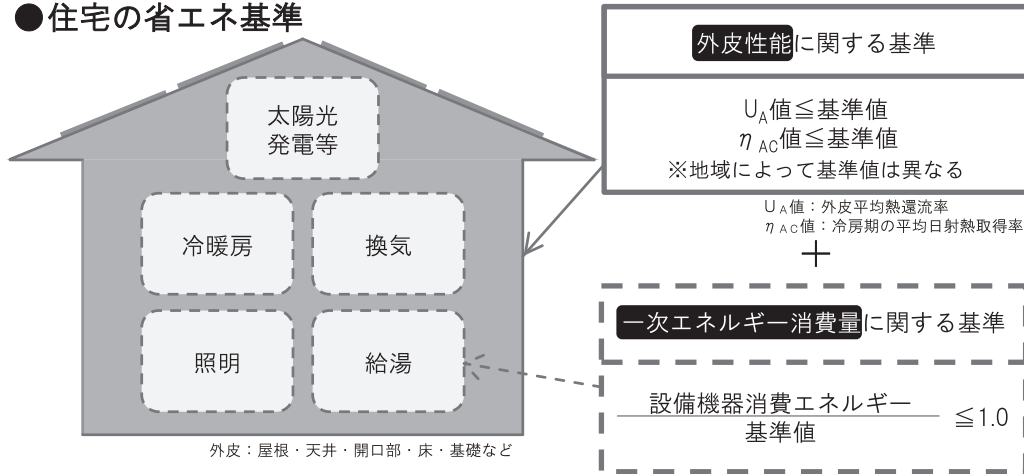 ●住宅の省エネ基準
太陽光
発電等
冷暖房
換気
照明
給湯
外皮：屋根・天井・開口部・床・基礎など
外皮性能に関する基準
UA値≦基準値
ηAC値≦基準値
※地域によって基準値は異なる
UA値：外皮平均熱還流率
ηAC値：冷房期の平均日射熱取得率
＋
一次エネルギー消費量に関する基準
設備機器消費エネルギー
基準値
≦1.0